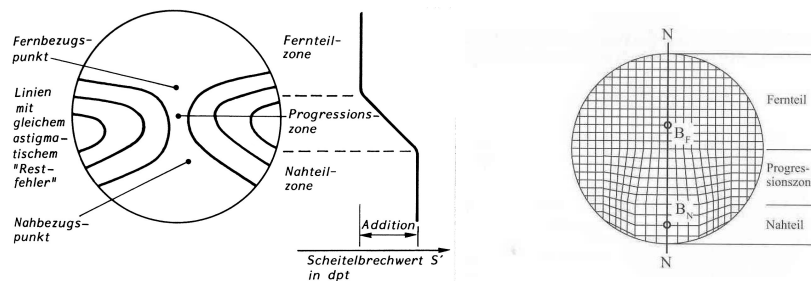 Fernbezugs-
punkt
Linien
mit
gleichem
astigma-
tischem
"Rest-
fehler"
Nahbezugs-
punkt
Fernteil-
zone
Progressions-
zone
Nahteil-
zone
Addition
Scheitelbrechwert S'
in dpt
N
Fernteil
B_F
Progres-
sionszon
B_N
Nahteil
N